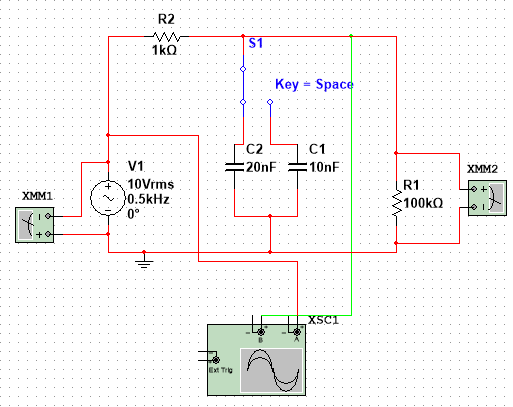 R2
1kΩ
S1
Key = Space
C2
20nF
C1
10nF
V1
10Vrms
0.5kHz
0°
XMM1
XMM2
R1
100kΩ
XSC1
B
A
Ext Trig